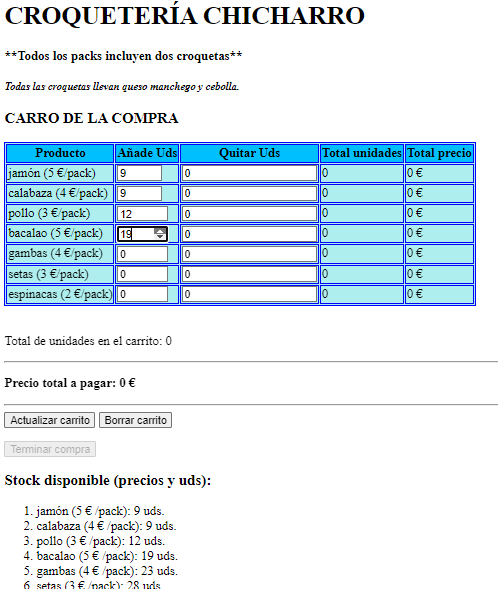 CROQUETERÍA CHICHARRO
**Todos los packs incluyen dos croquetas**
Todas las croquetas llevan queso manchego y cebolla.
CARRO DE LA COMPRA
Producto Añade Uds Quitar Uds Total unidades Total precio
jamón (5 €/pack) 9 0 0 0 €
calabaza (4 €/pack) 9 0 0 0 €
pollo (3 €/pack) 12 0 0 0 €
bacalao (5 €/pack) 19 0 0 0 €
gambas (4 €/pack) 0 0 0 0 €
setas (3 €/pack) 0 0 0 0 €
espinacas (2 €/pack) 0 0 0 0 €
Total de unidades en el carrito: 0
Precio total a pagar: 0 €
Actualizar carrito Borrar carrito
Terminar compra
Stock disponible (precios y uds):
1. jamón (5 € /pack): 9 uds.
2. calabaza (4 € /pack): 9 uds.
3. pollo (3 € /pack): 12 uds.
4. bacalao (5 € /pack): 19 uds.
5. gambas (4 € /pack): 23 uds.
6. setas (3 € /pack): 28 uds.